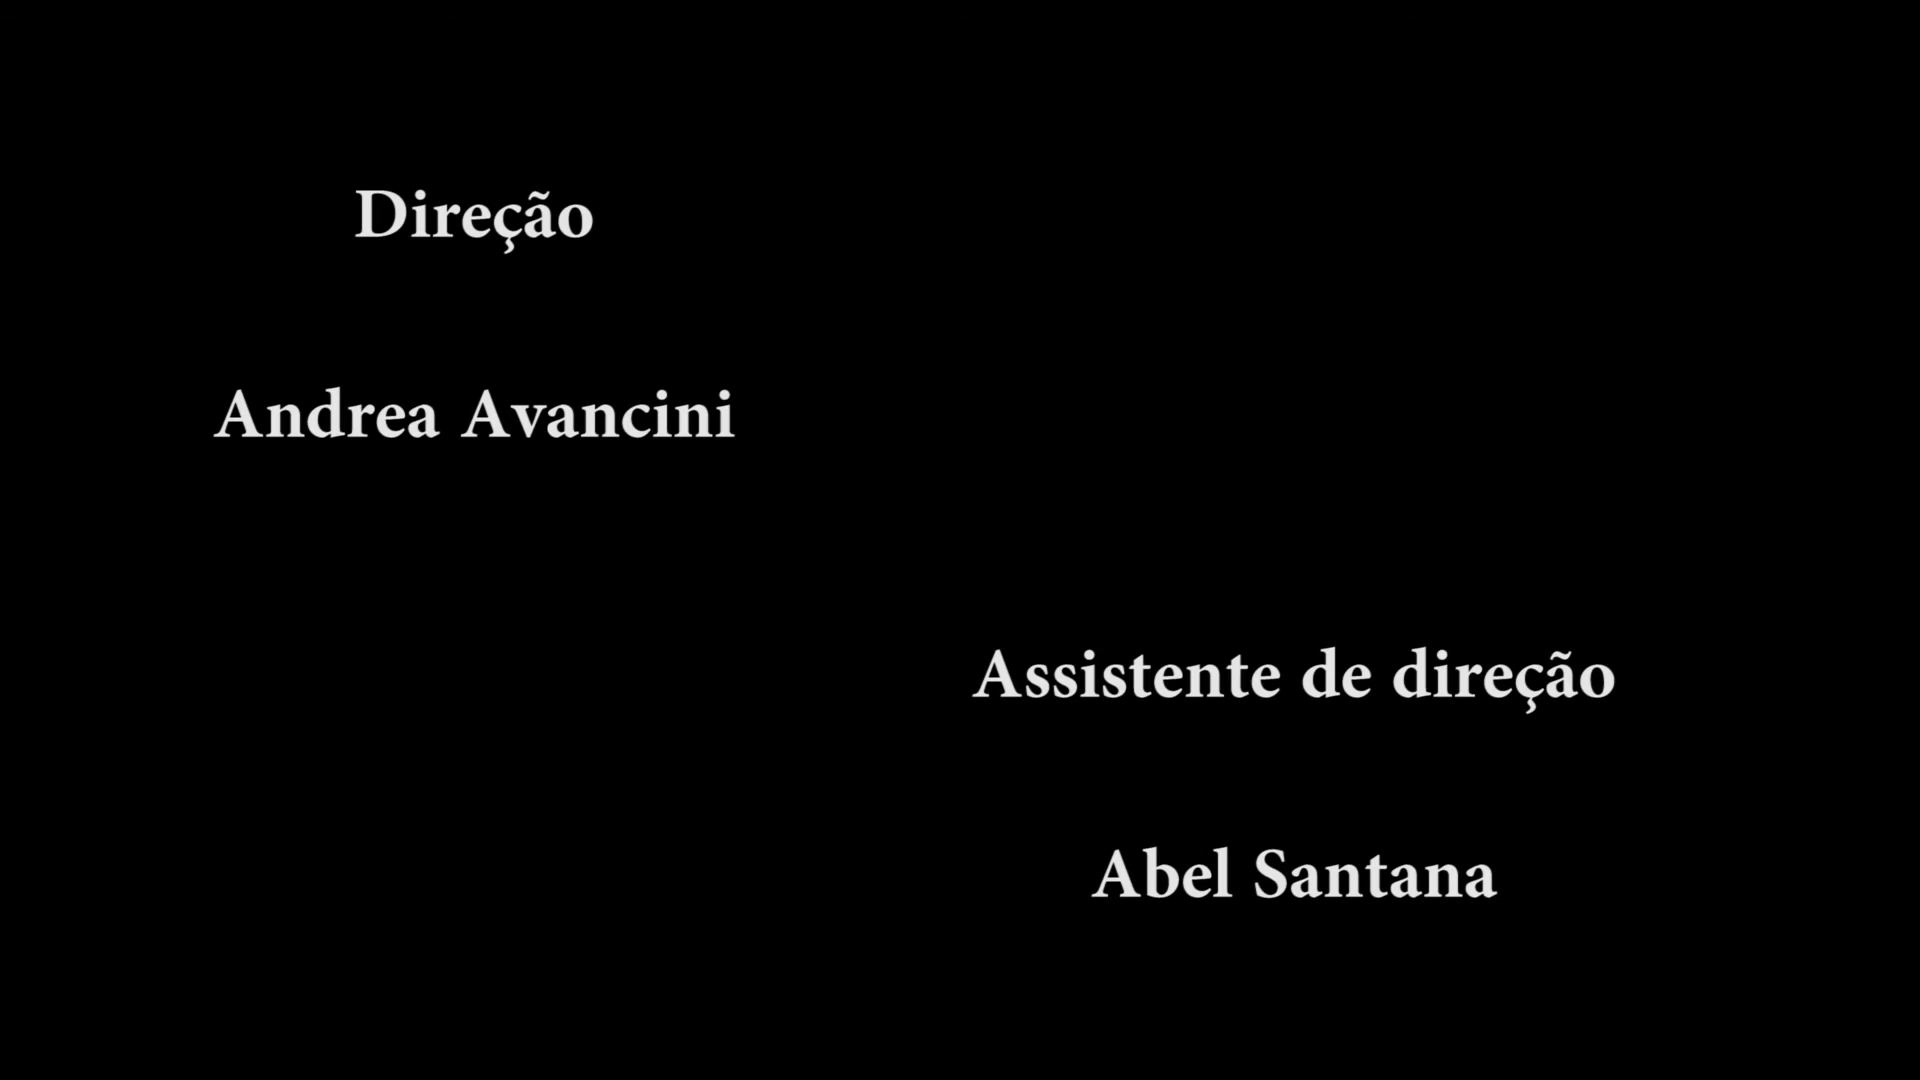 Direção
Andrea Avancini
Assistente de direção
Abel Santana